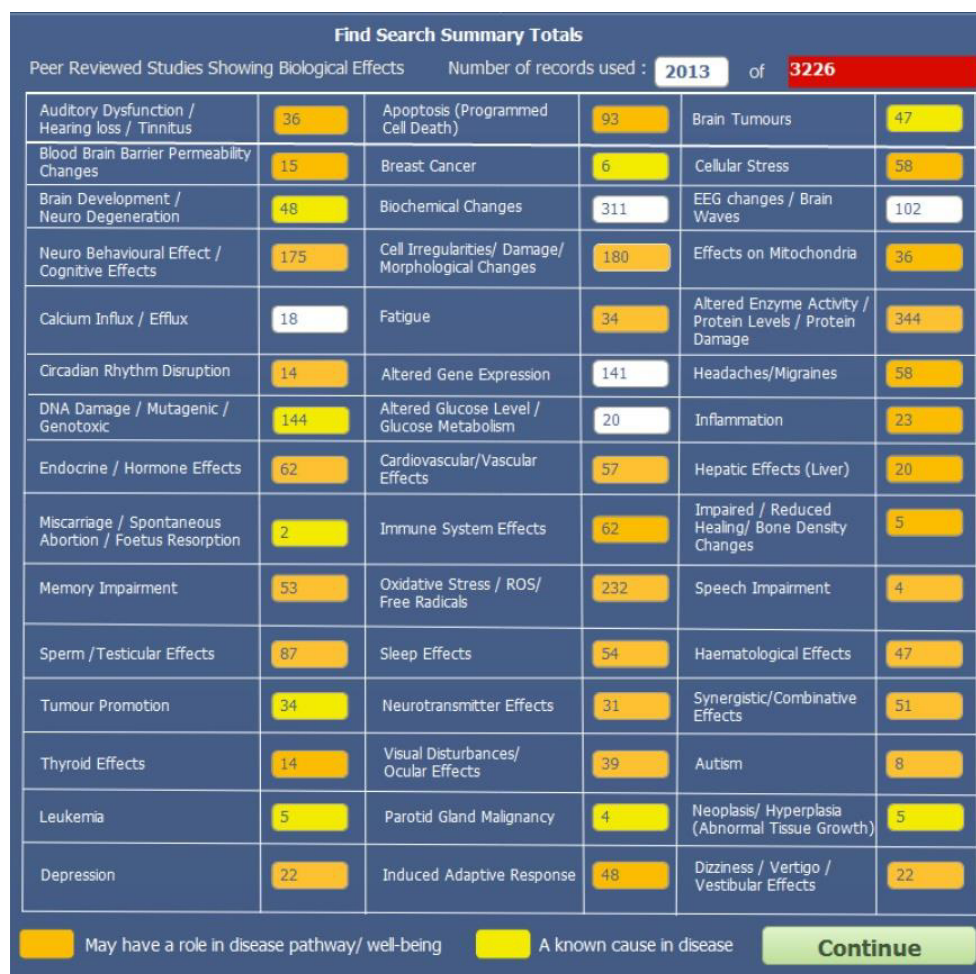 Find Search Summary Totals
Peer Reviewed Studies Showing Biological Effects Number of records used : 2013 of 3226
Auditory Dysfunction /
Hearing loss / Tinnitus
36
Apoptosis (Programmed
Cell Death)
93
Brain Tumours
47
Blood Brain Barrier Permeability
Changes
15
Breast Cancer
6
Cellular Stress
58
Brain Development /
Neuro Degeneration
48
Biochemical Changes
311
EEG changes / Brain
Waves
102
Neuro Behavioural Effect /
Cognitive Effects
175
Cell Irregularities/ Damage/
Morphological Changes
180
Effects on Mitochondria
36
Calcium Influx / Efflux
18
Fatigue
34
Altered Enzyme Activity /
Protein Levels / Protein
Damage
344
Circadian Rhythm Disruption
14
Altered Gene Expression
141
Headaches/Migraines
58
DNA Damage / Mutagenic /
Genotoxic
144
Altered Glucose Level /
Glucose Metabolism
20
Inflammation
23
Endocrine / Hormone Effects
62
Cardiovascular/Vascular
Effects
57
Hepatic Effects (Liver)
20
Miscarriage / Spontaneous
Abortion / Foetus Resorption
2
Immune System Effects
62
Impaired / Reduced
Healing/ Bone Density
Changes
5
Memory Impairment
53
Oxidative Stress / ROS/
Free Radicals
232
Speech Impairment
4
Sperm /Testicular Effects
87
Sleep Effects
54
Haematological Effects
47
Tumour Promotion
34
Neurotransmitter Effects
31
Synergistic/Combinative
Effects
51
Thyroid Effects
14
Visual Disturbances/
Ocular Effects
39
Autism
8
Leukemia
5
Parotid Gland Malignancy
4
Neoplasis/ Hyperplasia
(Abnormal Tissue Growth)
5
Depression
22
Induced Adaptive Response
48
Dizziness / Vertigo /
Vestibular Effects
22
May have a role in disease pathway/ well-being
A known cause in disease
Continue